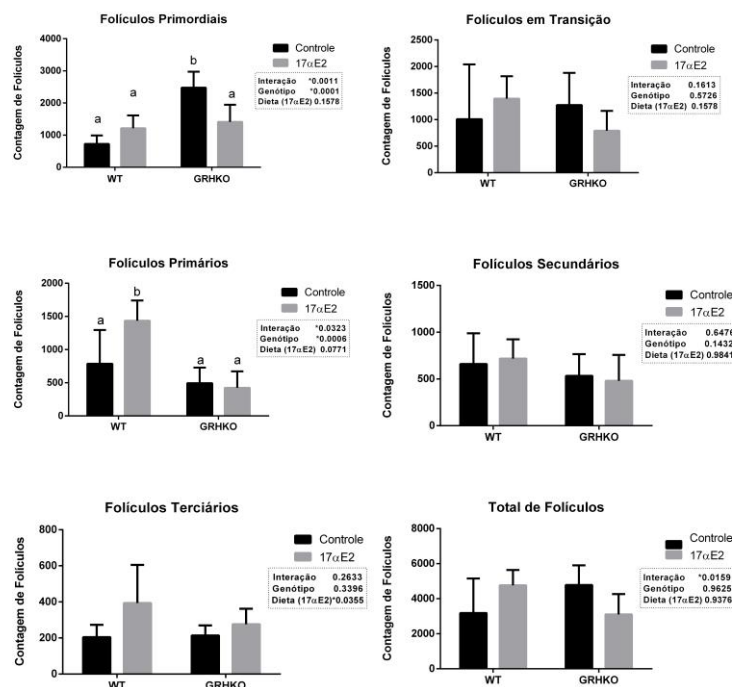 Folículos Primordiais
Contagem de Folículos
4000
3000
2000
1000
0
a
a
b
a
WT
GRHKO
Controle
17αE2
Interação *0.0011
Genótipo *0.0001
Dieta (17αE2) 0.1578
Folículos em Transição
Contagem de Folículos
2500
2000
1500
1000
500
0
WT
GRHKO
Controle
17αE2
Interação 0.1613
Genótipo 0.5726
Dieta (17αE2) 0.1578
Folículos Primários
Contagem de Folículos
2000
1500
1000
500
0
a
b
a
a
WT
GRHKO
Controle
17αE2
Interação *0.0323
Genótipo *0.0006
Dieta (17αE2) 0.0771
Folículos Secundários
Contagem de Folículos
1500
1000
500
0
WT
GRHKO
Controle
17αE2
Interação 0.6476
Genótipo 0.1432
Dieta (17αE2) 0.9841
Folículos Terciários
Contagem de Folículos
800
600
400
200
0
WT
GRHKO
Controle
17αE2
Interação 0.2633
Genótipo 0.3396
Dieta (17αE2)*0.0355
Total de Folículos
Contagem de Folículos
8000
6000
4000
2000
0
WT
GRHKO
Controle
17αE2
Interação *0.0159
Genótipo 0.9625
Dieta (17αE2) 0.9376